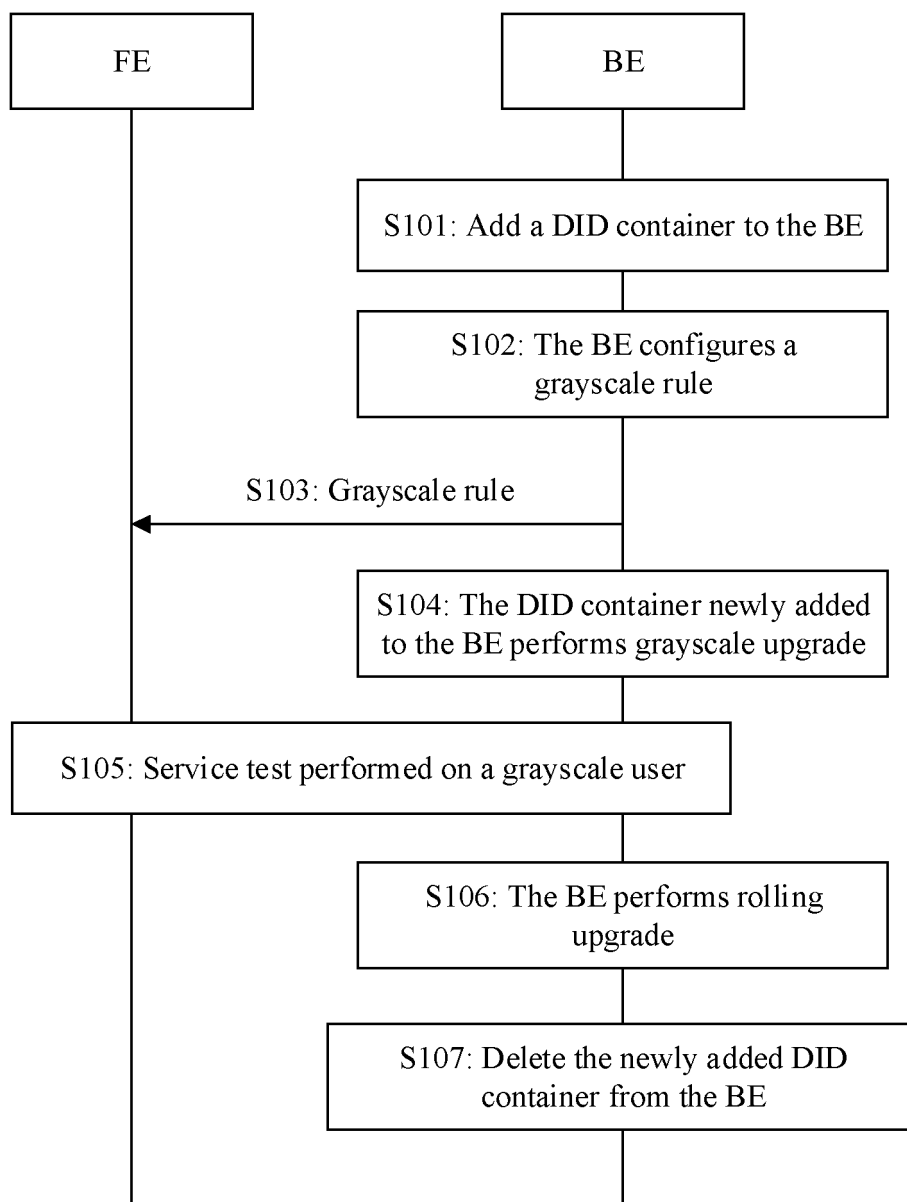 FE
BE
S101: Add a DID container to the BE
S102: The BE configures a
grayscale rule
S103: Grayscale rule
S104: The DID container newly added
to the BE performs grayscale upgrade
S105: Service test performed on a grayscale user
S106: The BE performs rolling
upgrade
S107: Delete the newly added DID
container from the BE